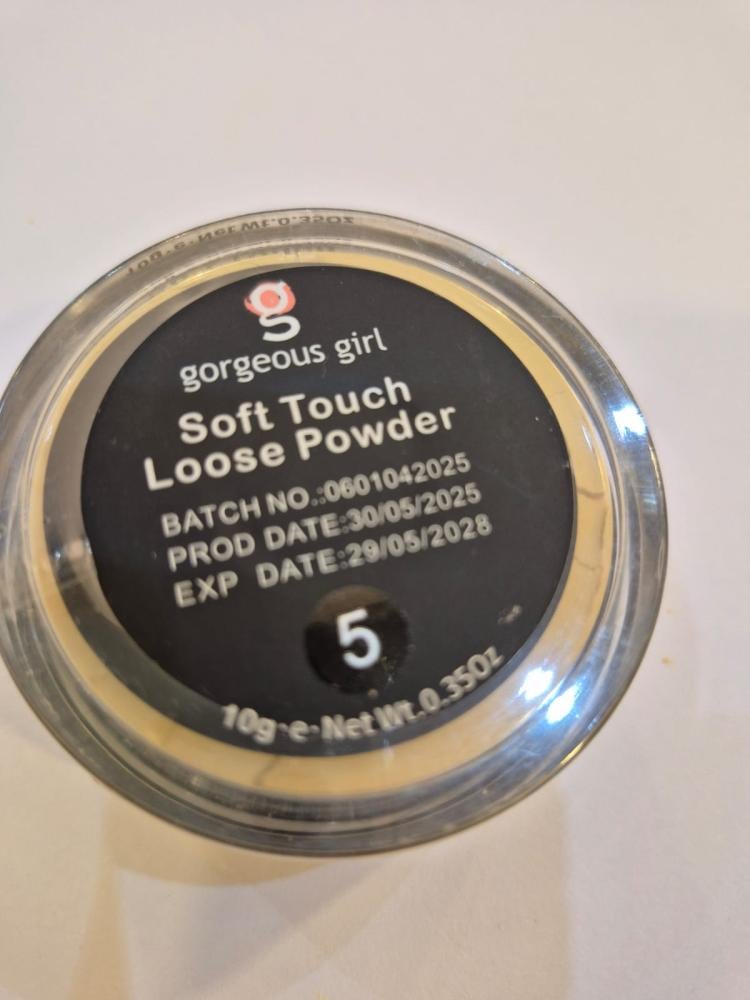 g
gorgeous girl
Soft Touch
Loose Powder
BATCH NO.:0601042025
PROD DATE:30/05/2025
EXP DATE:29/05/2028
5
10g·e·Net Wt.0.35Oz